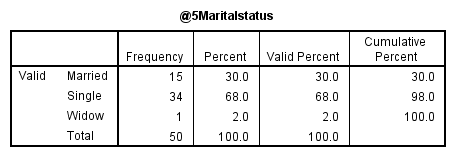 @5Maritalstatus
Frequency Percent Valid Percent Cumulative Percent
Valid Married 15 30.0 30.0 30.0
Single 34 68.0 68.0 98.0
Widow 1 2.0 2.0 100.0
Total 50 100.0 100.0